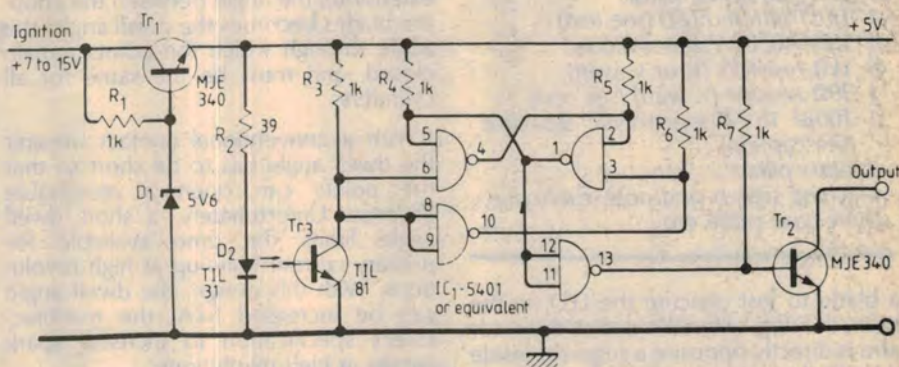 Ignition
+7 to 15V
Tr1
MJE
340
R1
1k
D1
5V6
R2
39
D2
TIL
31
Tr3
TIL
81
R3
1k
R4
1k
5
6
4
8
9
10
IC1-5401
or equivalent
1
2
3
12
11
13
R5
1k
R6
1k
R7
1k
+5V
Output
Tr2
MJE340